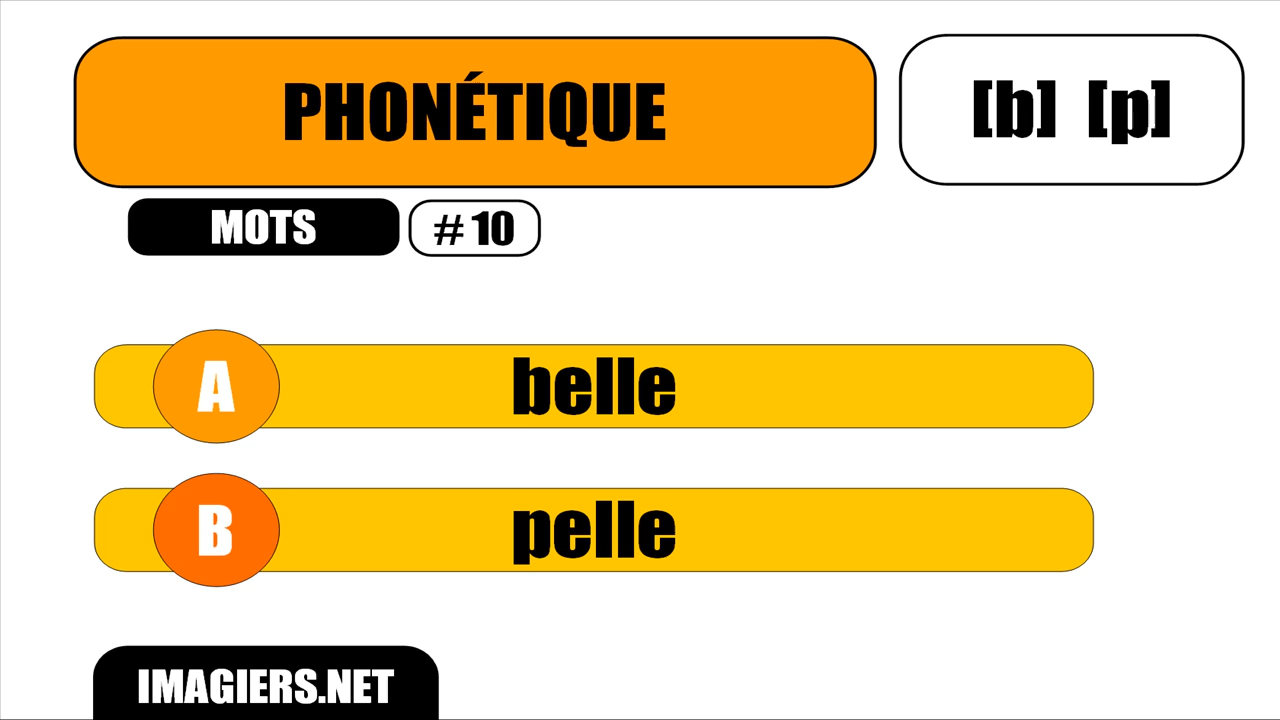 PHONÉTIQUE
[b] [p]
MOTS
# 10
A belle
B pelle
IMAGIERS.NET